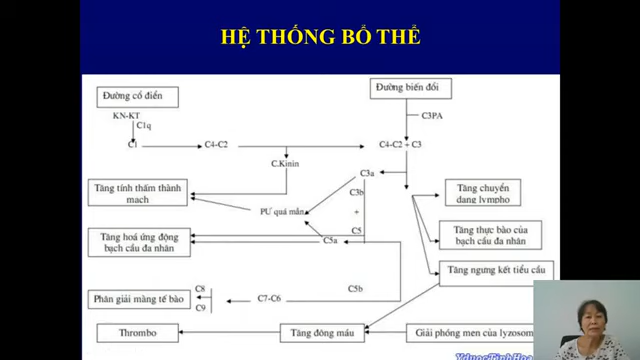 HỆ THỐNG BỔ THỂ
Đường cổ điển
Đường biến đổi
KN-KT
C1q
C3PA
C1
C4-C2
C4-C2 + C3
C.Kinin
C3a
Tăng tính thấm thành
mạch
C3b
Tăng chuyển
dạng lympho
PƯ quá mẫn
+
Tăng hoá ứng động
bạch cầu đa nhân
C5
C5a
Tăng thực bào của
bạch cầu đa nhân
Tăng ngưng kết tiểu cầu
C8
C5b
Phân giải màng tế bào
C7-C6
C9
Thrombo
Tăng đông máu
Giải phóng men của lyzosom